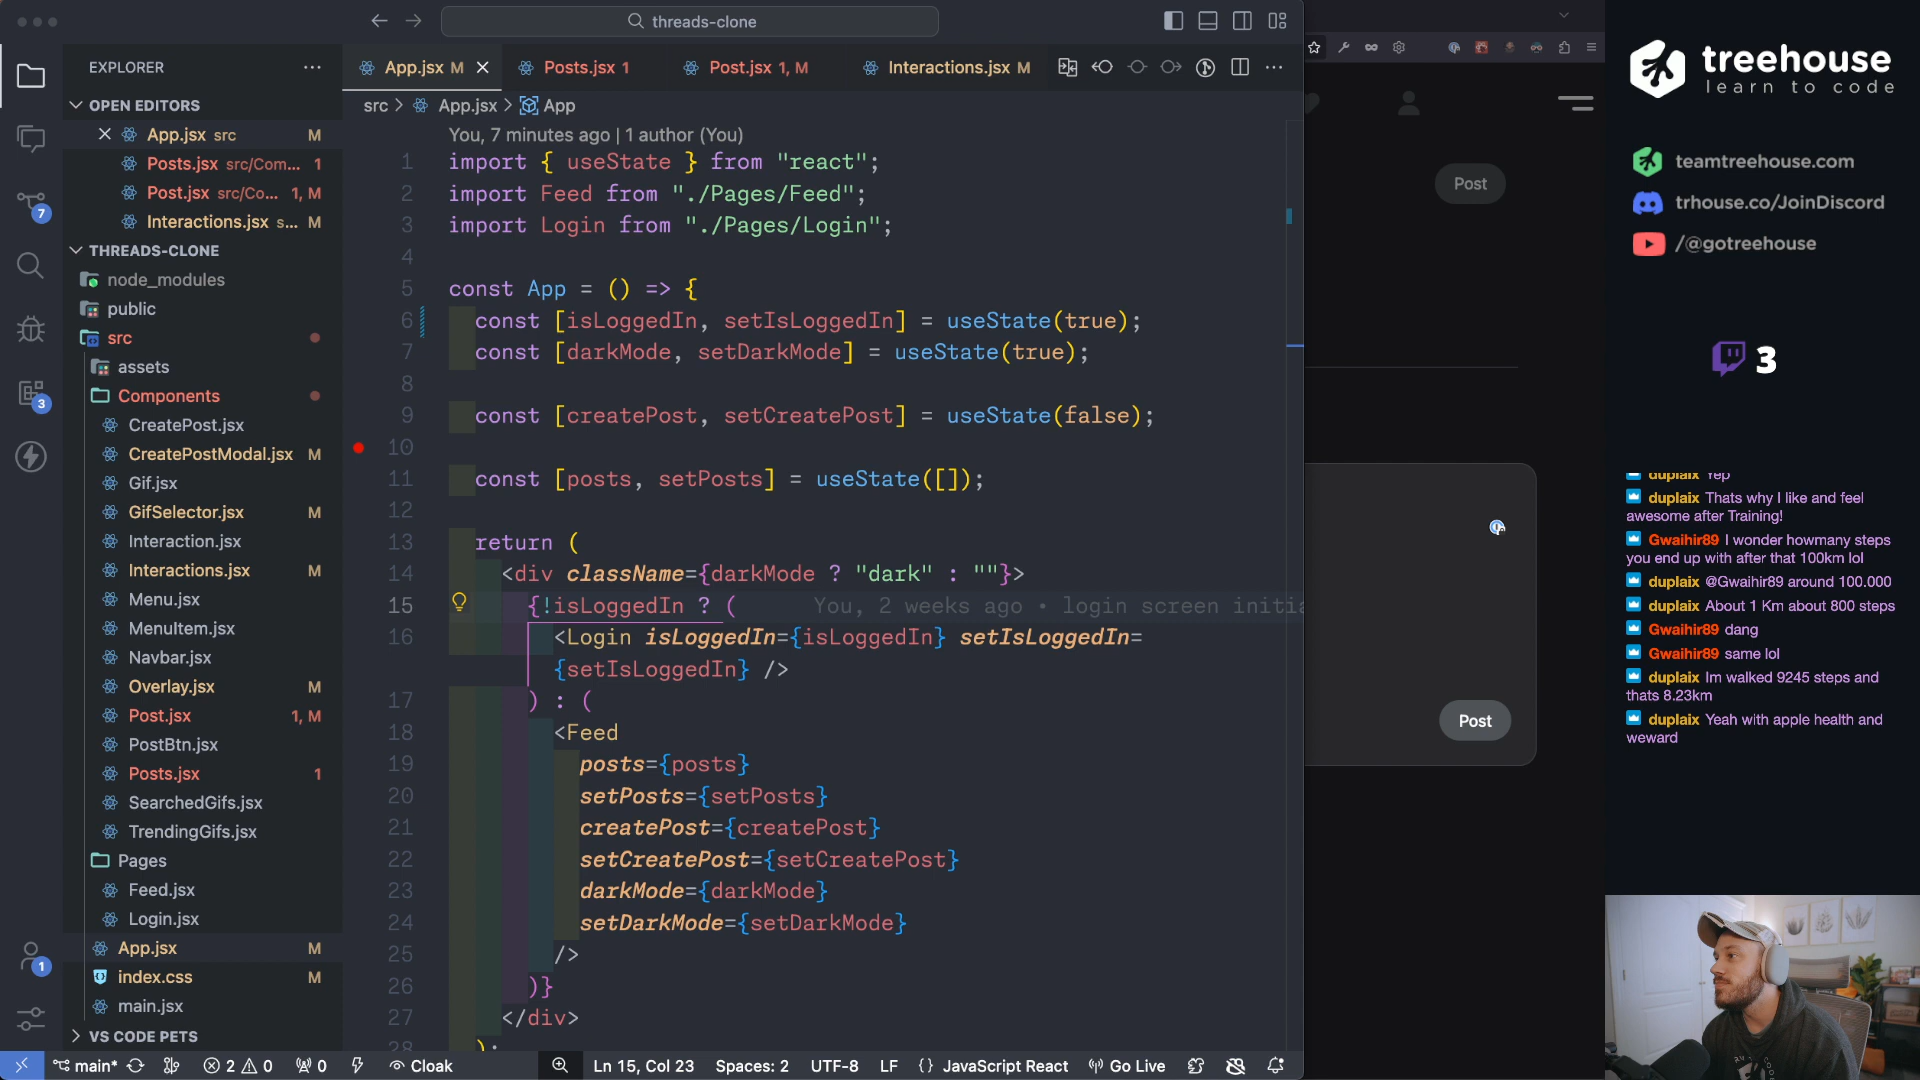 threads-clone
EXPLORER
OPEN EDITORS
App.jsx src M
Posts.jsx src/Com... 1
Post.jsx src/Co... 1, M
Interactions.jsx s... M
THREADS-CLONE
node_modules
public
src
assets
Components
CreatePost.jsx
CreatePostModal.jsx M
Gif.jsx
GifSelector.jsx M
Interaction.jsx
Interactions.jsx M
Menu.jsx
MenuItem.jsx
Navbar.jsx
Overlay.jsx M
Post.jsx 1, M
PostBtn.jsx
Posts.jsx 1
SearchedGifs.jsx
TrendingGifs.jsx
Pages
Feed.jsx
Login.jsx
App.jsx M
index.css M
main.jsx
VS CODE PETS
7
3
1
App.jsx M
Posts.jsx 1
Post.jsx 1, M
Interactions.jsx M
src > App.jsx > App
You, 7 minutes ago | 1 author (You)
1 import { useState } from "react";
2 import Feed from "./Pages/Feed";
3 import Login from "./Pages/Login";
4
5 const App = () => {
6 const [isLoggedIn, setIsLoggedIn] = useState(true);
7 const [darkMode, setDarkMode] = useState(true);
8
9 const [createPost, setCreatePost] = useState(false);
10
11 const [posts, setPosts] = useState([]);
12
13 return (
14 <div className={darkMode ? "dark" : ""}>
15 {!isLoggedIn ? ( You, 2 weeks ago • login screen initia
16 <Login isLoggedIn={isLoggedIn} setIsLoggedIn=
{setIsLoggedIn} />
17 ) : (
18 <Feed
19 posts={posts}
20 setPosts={setPosts}
21 createPost={createPost}
22 setCreatePost={setCreatePost}
23 darkMode={darkMode}
24 setDarkMode={setDarkMode}
25 />
26 )}
27 </div>
28 );
main* 2 0 0 Cloak Ln 15, Col 23 Spaces: 2 UTF-8 LF {} JavaScript React Go Live
Post
Post
treehouse
learn to code
teamtreehouse.com
trhouse.co/JoinDiscord
/@gotreehouse
3
duplaix Yep
duplaix Thats why I like and feel
awesome after Training!
Gwaihir89 I wonder howmany steps
you end up with after that 100km lol
duplaix @Gwaihir89 around 100.000
duplaix About 1 Km about 800 steps
Gwaihir89 dang
Gwaihir89 same lol
duplaix Im walked 9245 steps and
thats 8.23km
duplaix Yeah with apple health and
weward